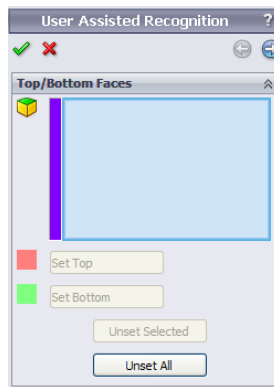 User Assisted Recognition ?
Top/Bottom Faces
Set Top
Set Bottom
Unset Selected
Unset All